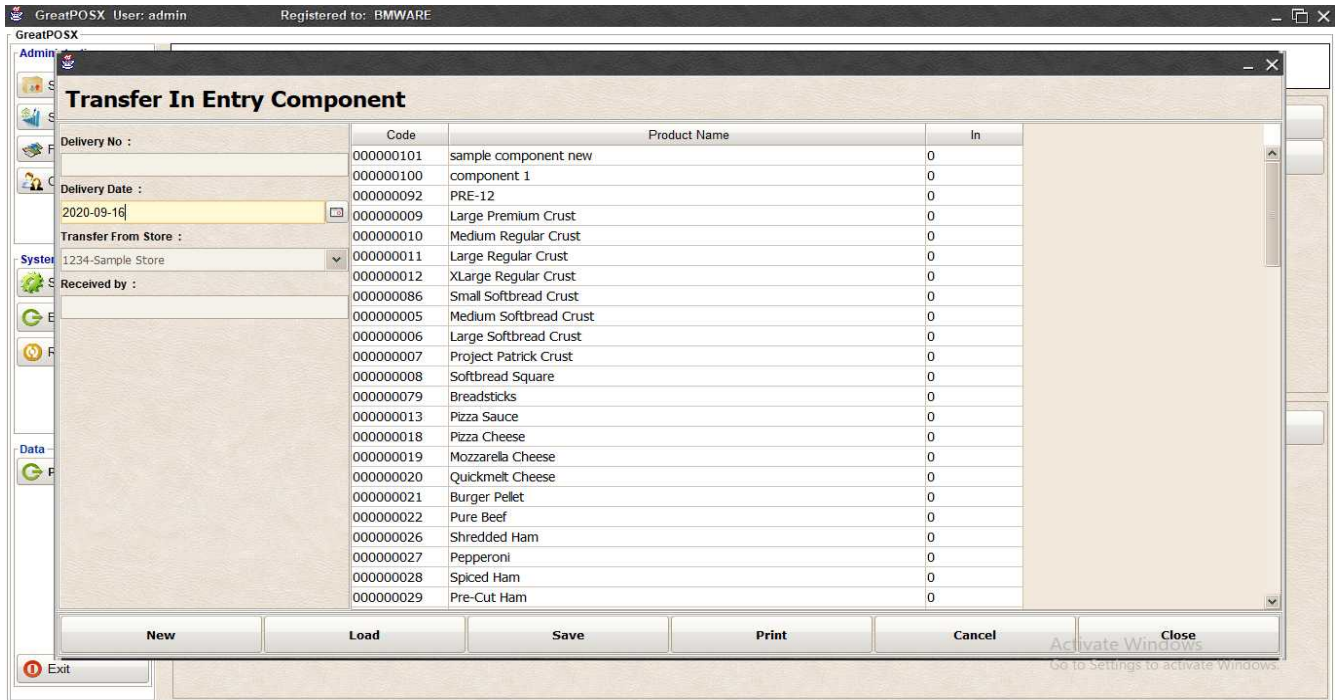 GreatPOSX User: admin Registered to: BMWARE
GreatPOSX
Transfer In Entry Component
Delivery No :
Delivery Date :
2020-09-16
Transfer From Store :
1234-Sample Store
Received by :
Code Product Name In
000000101 sample component new 0
000000100 component 1 0
000000092 PRE-12 0
000000009 Large Premium Crust 0
000000010 Medium Regular Crust 0
000000011 Large Regular Crust 0
000000012 XLarge Regular Crust 0
000000086 Small Softbread Crust 0
000000005 Medium Softbread Crust 0
000000006 Large Softbread Crust 0
000000007 Project Patrick Crust 0
000000008 Softbread Square 0
000000079 Breadsticks 0
000000013 Pizza Sauce 0
000000018 Pizza Cheese 0
000000019 Mozzarella Cheese 0
000000020 Quickmelt Cheese 0
000000021 Burger Pellet 0
000000022 Pure Beef 0
000000026 Shredded Ham 0
000000027 Pepperoni 0
000000028 Spiced Ham 0
000000029 Pre-Cut Ham 0
New Load Save Print Cancel Close
Data
Exit
Activate Windows
Go to Settings to activate Windows.